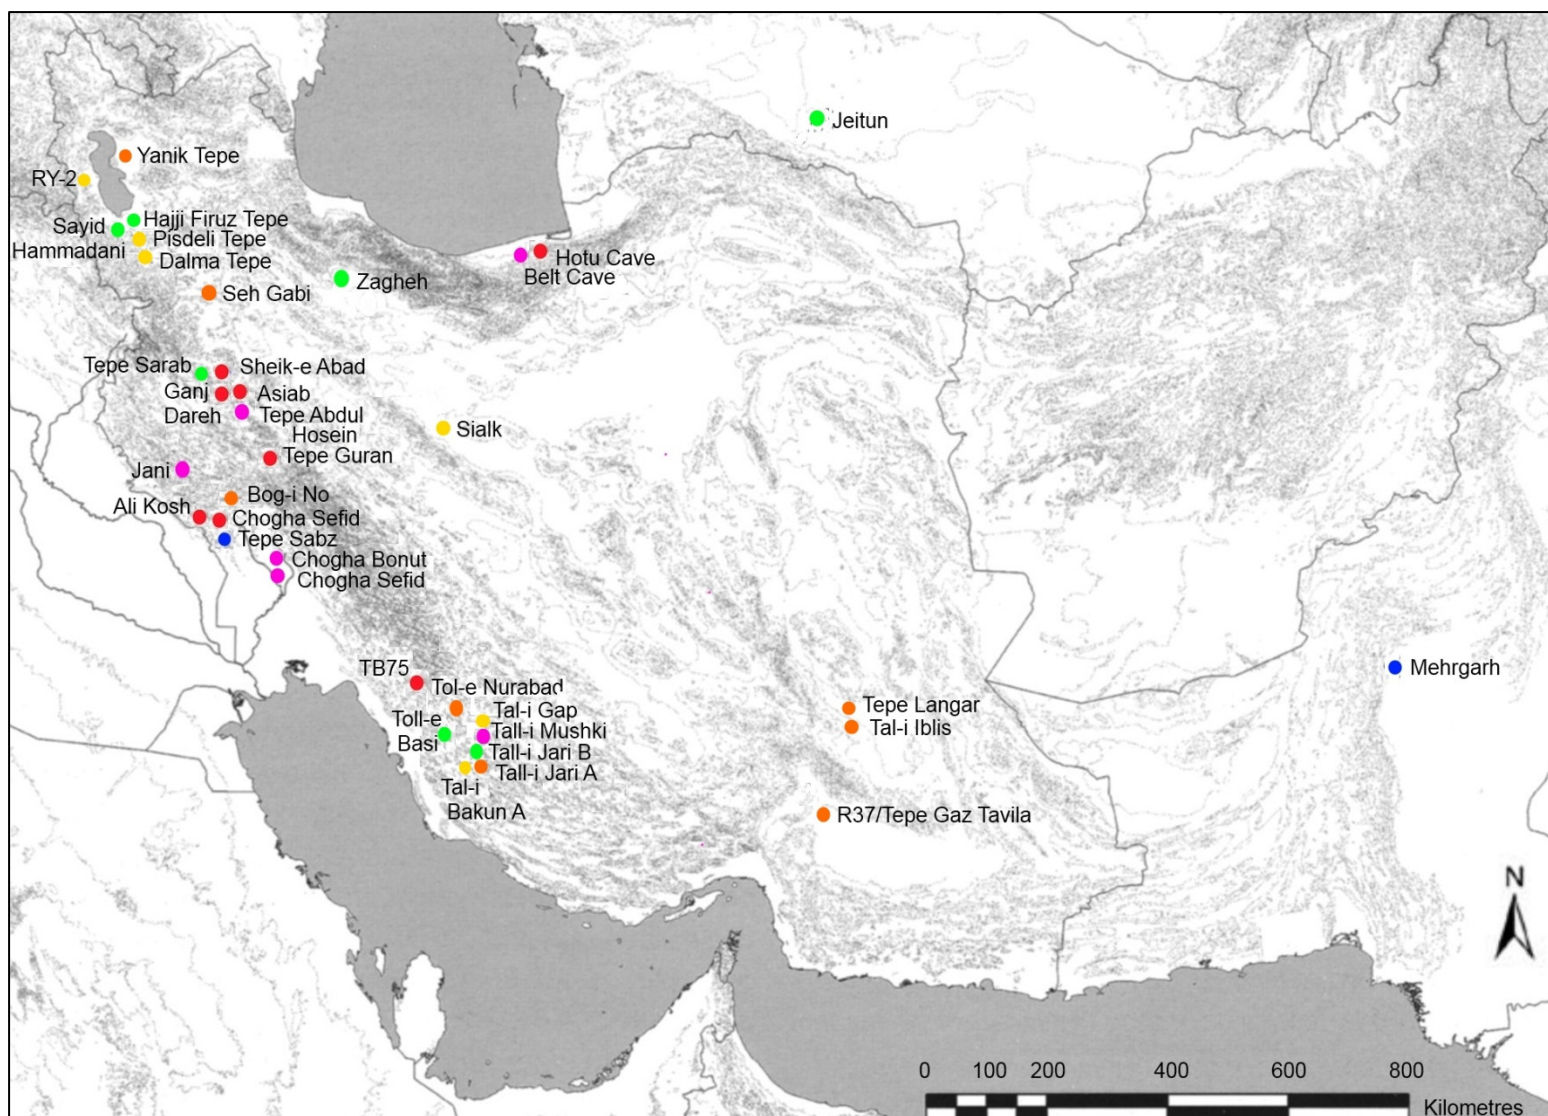 Jeitun
Yanik Tepe
RY-2
Hajji Firuz Tepe
Sayid
Hammadani
Pisdeli Tepe
Dalma Tepe
Hotu Cave
Belt Cave
Zagheh
Seh Gabi
Tepe Sarab
Sheik-e Abad
Ganj
Dareh
Asiab
Tepe Abdul
Hosein
Sialk
Tepe Guran
Jani
Bog-i No
Ali Kosh
Chogha Sefid
Tepe Sabz
Chogha Bonut
Chogha Sefid
TB75
Tol-e Nurabad
Tal-i Gap
Toll-e
Basi
Tall-i Mushki
Tall-i Jari B
Tall-i Jari A
Tal-i
Bakun A
Mehrgarh
Tepe Langar
Tal-i Iblis
R37/Tepe Gaz Tavila
N
0 100 200 400 600 800
Kilometres